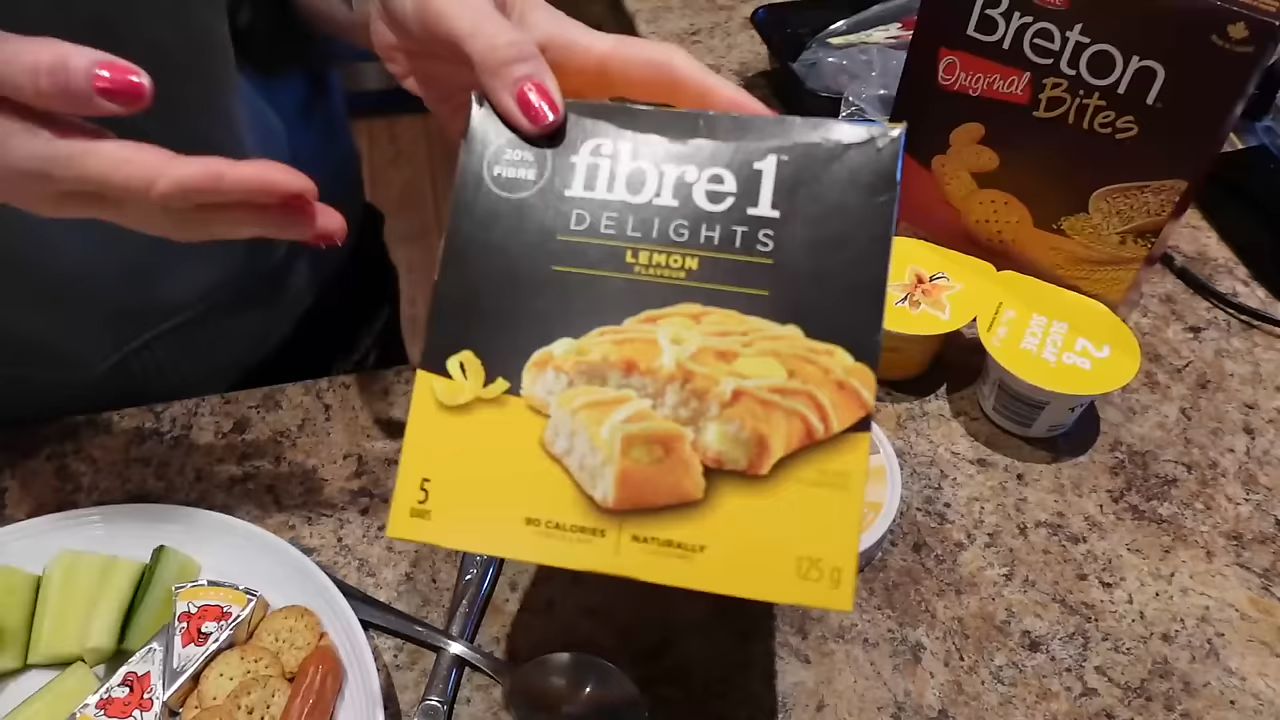 Breton
Original
Bites
20%
FIBRE
fibre 1
DELIGHTS
LEMON
FLAVOUR
5
BARS
90 CALORIES
NATURALLY
125 g
2g
SUGAR
SUCRE